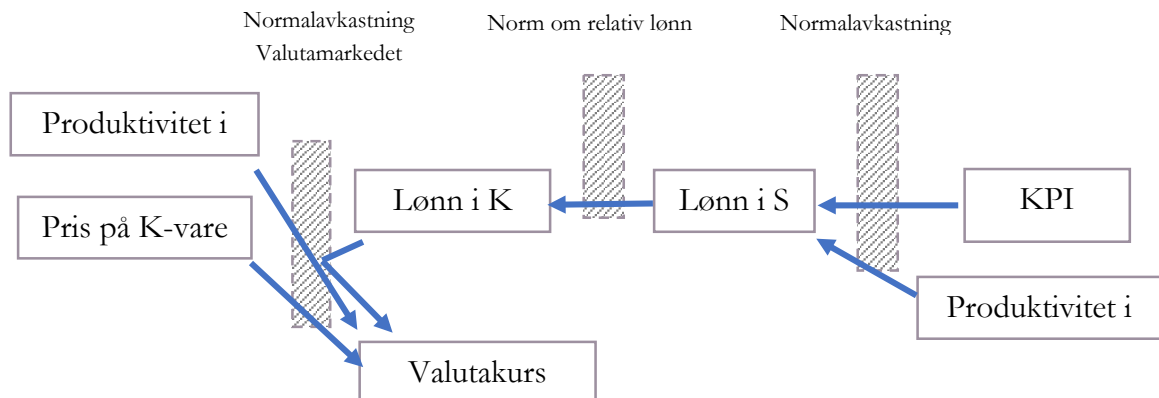 Normalavkastning
Valutamarkedet
Norm om relativ lønn
Normalavkastning
Produktivitet i
Pris på K-vare
Lønn i K
Lønn i S
KPI
Produktivitet i
Valutakurs